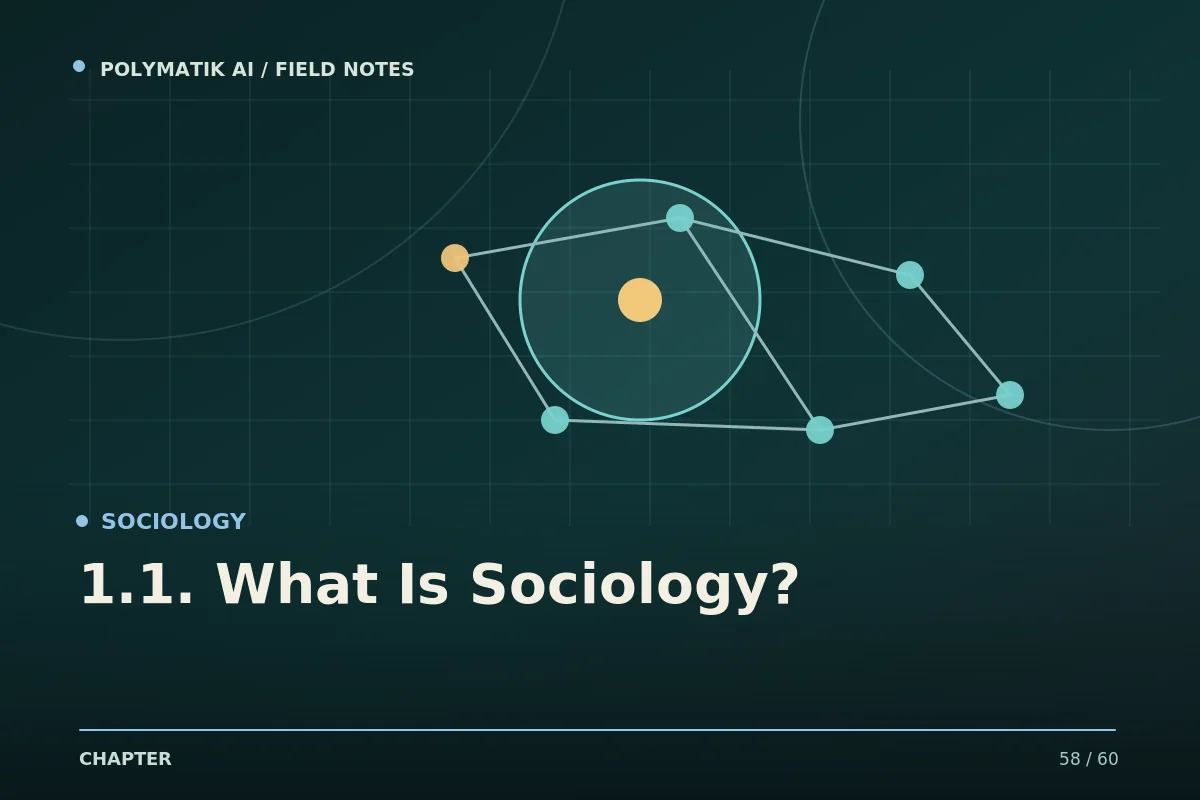 POLYMATIK AI / FIELD NOTES
SOCIOLOGY
1.1. What Is Sociology?
CHAPTER
58 / 60